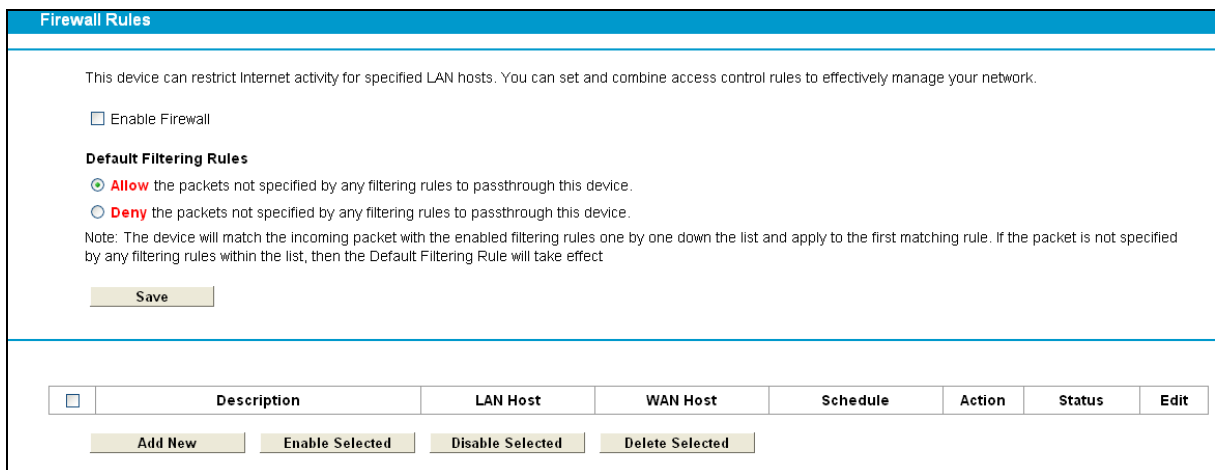 Firewall Rules
This device can restrict Internet activity for specified LAN hosts. You can set and combine access control rules to effectively manage your network.
Enable Firewall
Default Filtering Rules
Allow the packets not specified by any filtering rules to passthrough this device.
Deny the packets not specified by any filtering rules to passthrough this device.
Note: The device will match the incoming packet with the enabled filtering rules one by one down the list and apply to the first matching rule. If the packet is not specified
by any filtering rules within the list, then the Default Filtering Rule will take effect
Save
Description LAN Host WAN Host Schedule Action Status Edit
Add New Enable Selected Disable Selected Delete Selected